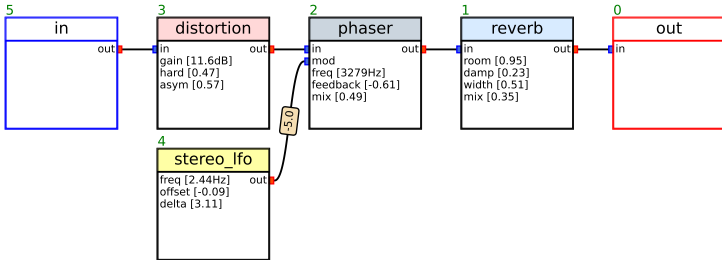 5
in
out
3
distortion
in
out
gain [11.6dB]
hard [0.47]
asym [0.57]
2
phaser
in
out
mod
freq [3279Hz]
feedback [-0.61]
mix [0.49]
1
reverb
in
out
room [0.95]
damp [0.23]
width [0.51]
mix [0.35]
0
out
in
-5.0
4
stereo_lfo
freq [2.44Hz]
out
offset [-0.09]
delta [3.11]